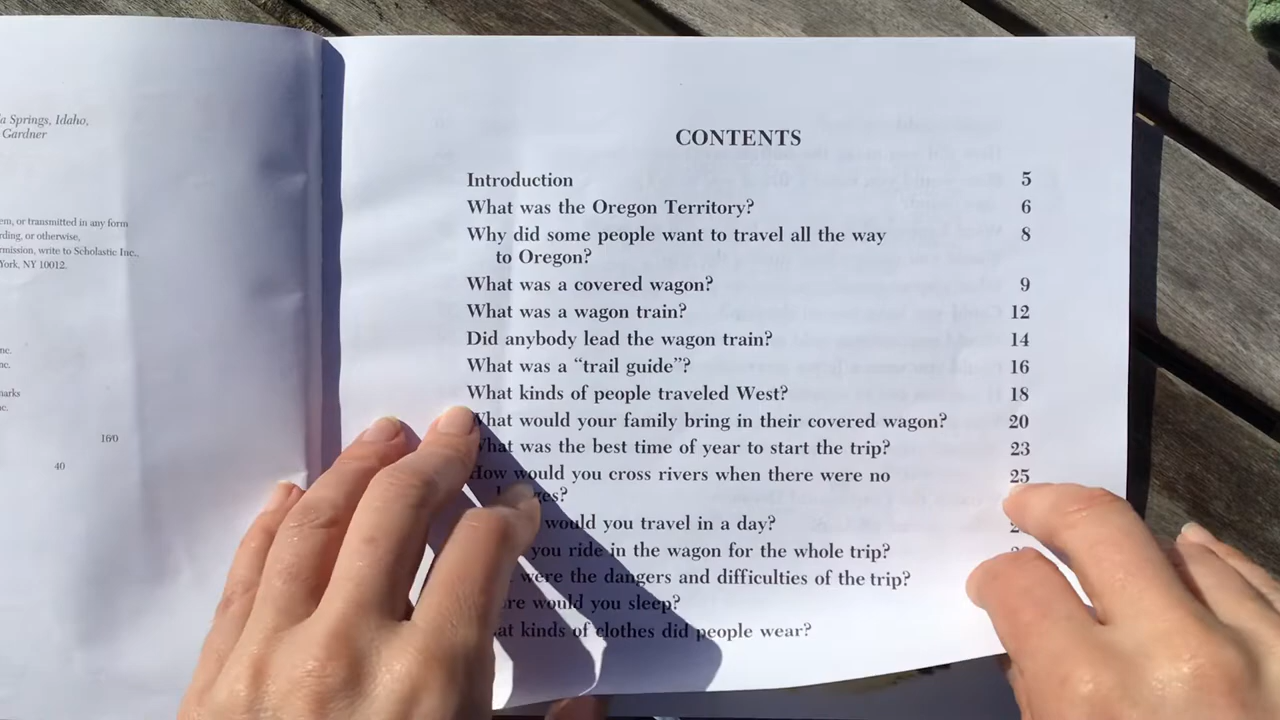 a Springs, Idaho,
Gardner
em, or transmitted in any form
rding, or otherwise,
rmission, write to Scholastic Inc.,
York, NY 10012.
nc.
nc.
narks
c.
16/0
40
CONTENTS
Introduction 5
What was the Oregon Territory? 6
Why did some people want to travel all the way 8
to Oregon?
What was a covered wagon? 9
What was a wagon train? 12
Did anybody lead the wagon train? 14
What was a “trail guide”? 16
What kinds of people traveled West? 18
What would your family bring in their covered wagon? 20
What was the best time of year to start the trip? 23
How would you cross rivers when there were no 25
would you travel in a day?
you ride in the wagon for the whole trip?
were the dangers and difficulties of the trip?
would you sleep?
kinds of clothes did people wear?